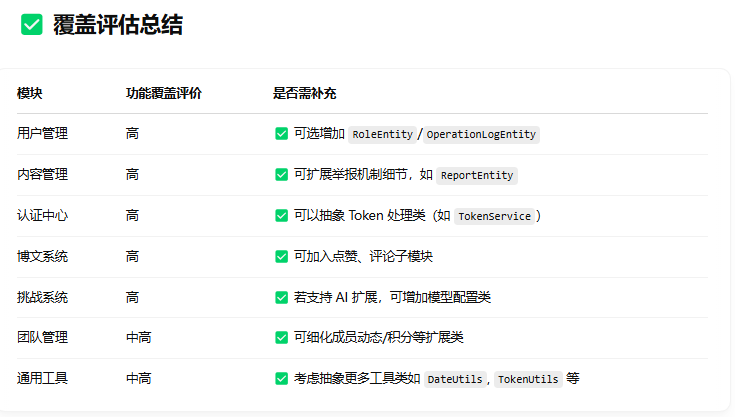 覆盖评估总结
模块 功能覆盖评价 是否需补充
用户管理 高 可选增加 RoleEntity / OperationLogEntity
内容管理 高 可扩展举报机制细节，如 ReportEntity
认证中心 高 可以抽象 Token 处理类（如 TokenService）
博文系统 高 可加入点赞、评论子模块
挑战系统 高 若支持 AI 扩展，可增加模型配置类
团队管理 中高 可细化成员动态/积分等扩展类
通用工具 中高 考虑抽象更多工具类如 DateUtils, TokenUtils 等